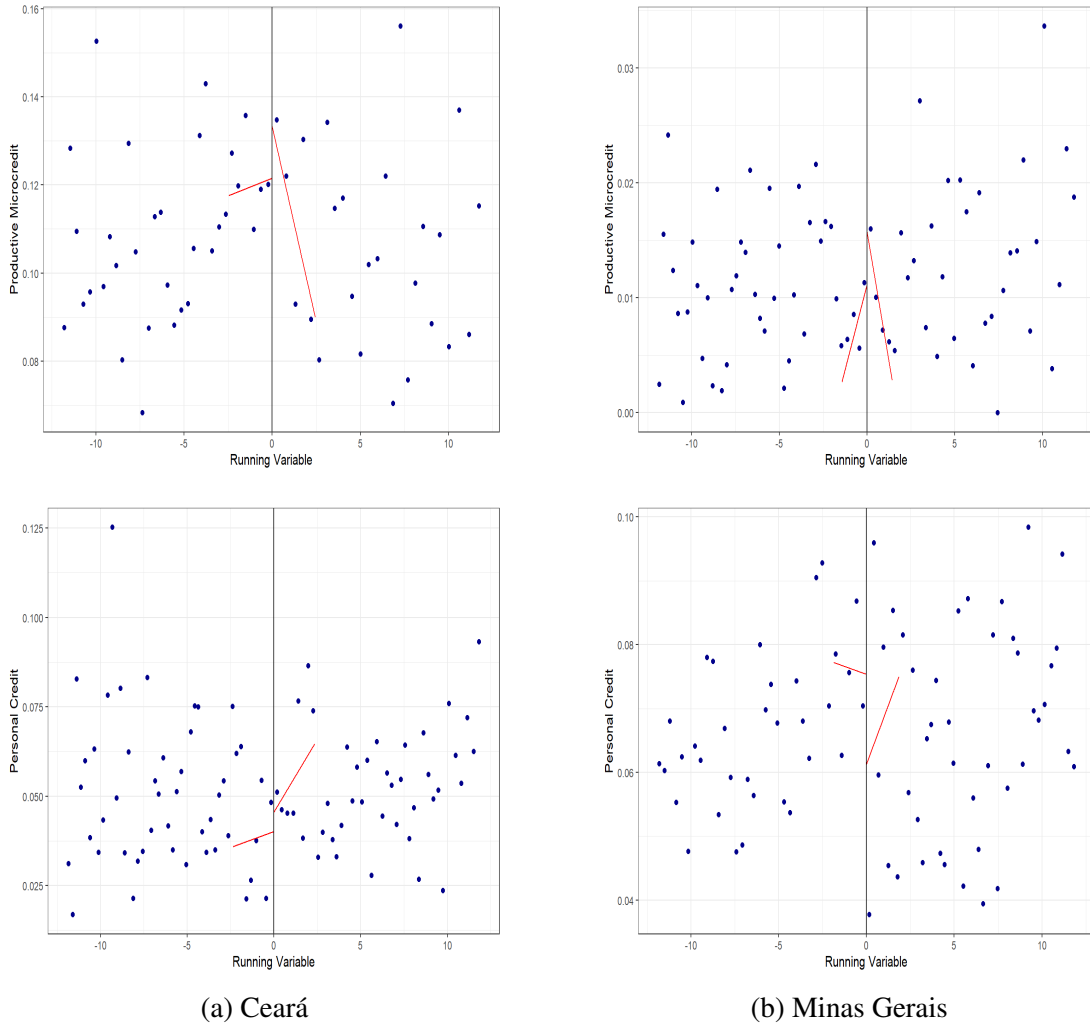 0.16
0.14
0.12
0.10
0.08
Productive Microcredit
-10 -5 0 5 10
Running Variable
0.03
0.02
0.01
0.00
Productive Microcredit
-10 -5 0 5 10
Running Variable
0.125
0.100
0.075
0.050
0.025
Personal Credit
-10 -5 0 5 10
Running Variable
0.10
0.08
0.06
0.04
Personal Credit
-10 -5 0 5 10
Running Variable
(a) Ceará
(b) Minas Gerais